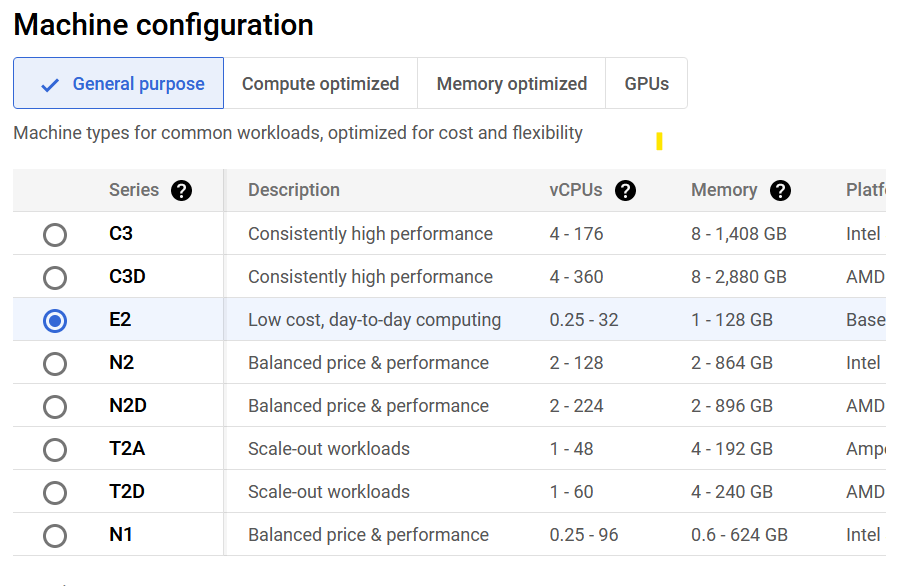 Machine configuration
General purpose Compute optimized Memory optimized GPUs
Machine types for common workloads, optimized for cost and flexibility
Series ? Description vCPUs ? Memory ? Platf
C3 Consistently high performance 4 - 176 8 - 1,408 GB Intel
C3D Consistently high performance 4 - 360 8 - 2,880 GB AMD
E2 Low cost, day-to-day computing 0.25 - 32 1 - 128 GB Base
N2 Balanced price & performance 2 - 128 2 - 864 GB Intel
N2D Balanced price & performance 2 - 224 2 - 896 GB AMD
T2A Scale-out workloads 1 - 48 4 - 192 GB Ampe
T2D Scale-out workloads 1 - 60 4 - 240 GB AMD
N1 Balanced price & performance 0.25 - 96 0.6 - 624 GB Intel